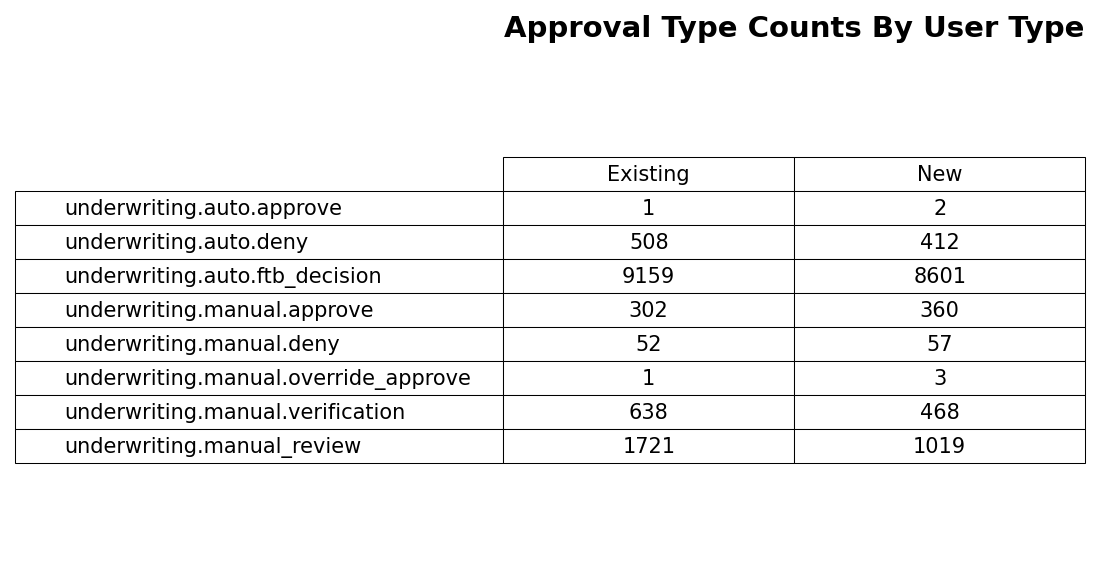 Approval Type Counts By User Type
Existing New
underwriting.auto.approve 1 2
underwriting.auto.deny 508 412
underwriting.auto.ftb_decision 9159 8601
underwriting.manual.approve 302 360
underwriting.manual.deny 52 57
underwriting.manual.override_approve 1 3
underwriting.manual.verification 638 468
underwriting.manual_review 1721 1019